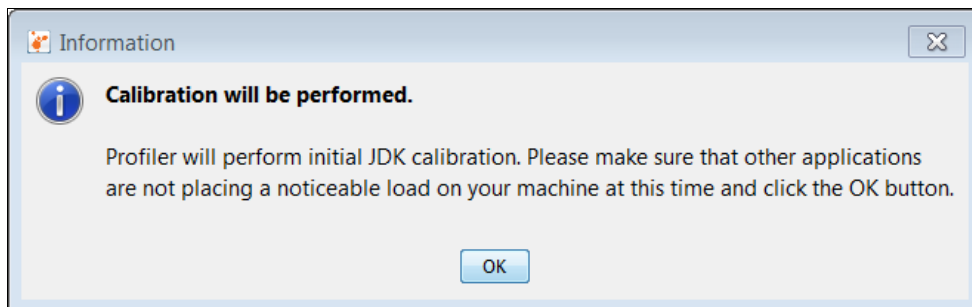 Information
Calibration will be performed.
Profiler will perform initial JDK calibration. Please make sure that other applications
are not placing a noticeable load on your machine at this time and click the OK button.
OK